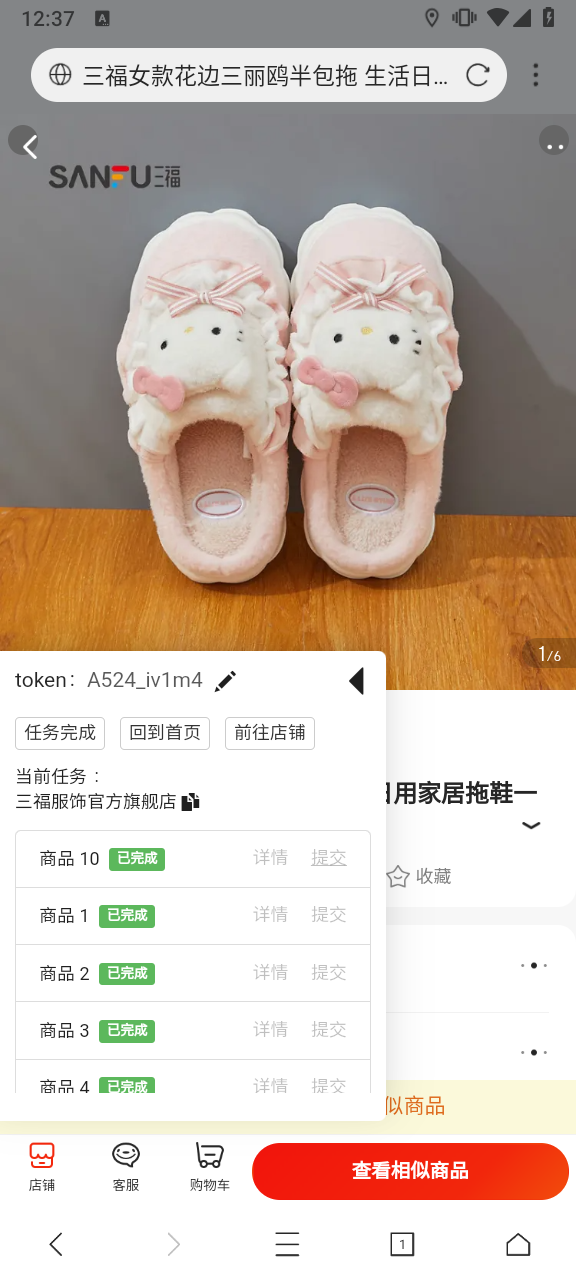 12:37
三福女款花边三丽鸥半包拖 生活日...
SANFU三福
1/6
token： A524_iv1m4
任务完成 回到首页 前往店铺
当前任务：
三福服饰官方旗舰店
日用家居拖鞋一
收藏
商品 10 已完成 详情 提交
商品 1 已完成 详情 提交
商品 2 已完成 详情 提交
商品 3 已完成 详情 提交
商品 4 已完成 详情 提交
似商品
店铺 客服 购物车 查看相似商品
1